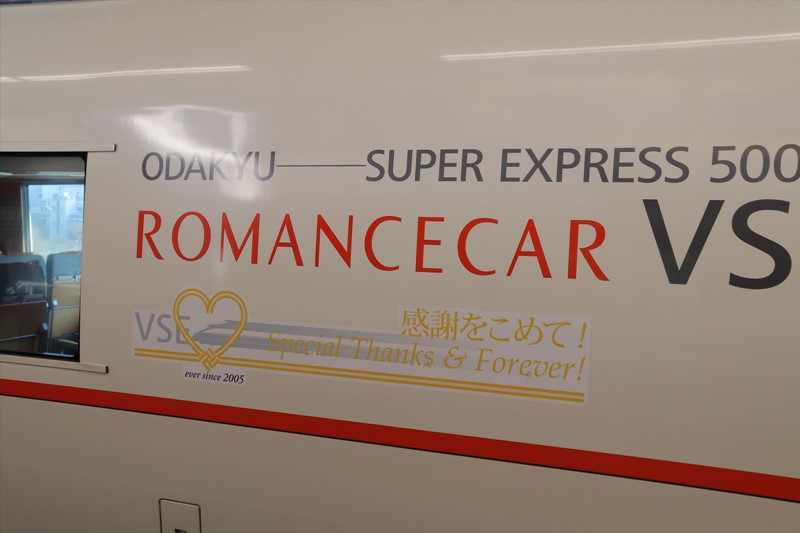 ODAKYU SUPER EXPRESS 500
ROMANCECAR VS
VSE 感謝をこめて!
Special Thanks & Forever!
ever since 2005